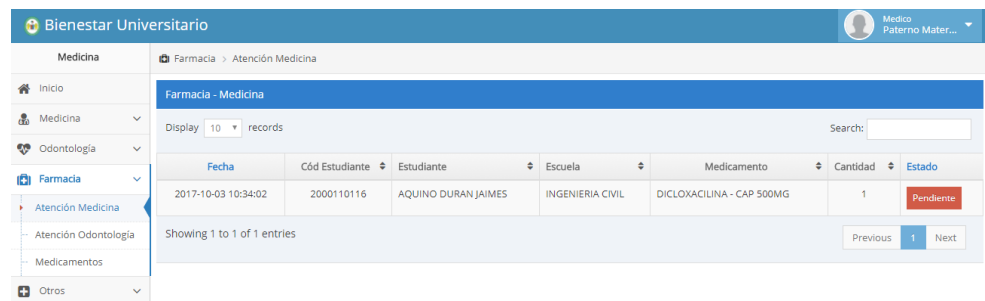 Bienestar Universitario
Medico
Paterno Mater...
Medicina
Farmacia > Atención Medicina
Inicio
Medicina
Odontología
Farmacia
Atención Medicina
Atención Odontología
Medicamentos
Otros
Farmacia - Medicina
Display 10 records
Search:
Fecha Cód Estudiante Estudiante Escuela Medicamento Cantidad Estado
2017-10-03 10:34:02 2000110116 AQUINO DURAN JAIMES INGENIERIA CIVIL DICLOXACILINA - CAP 500MG 1 Pendiente
Showing 1 to 1 of 1 entries
Previous 1 Next